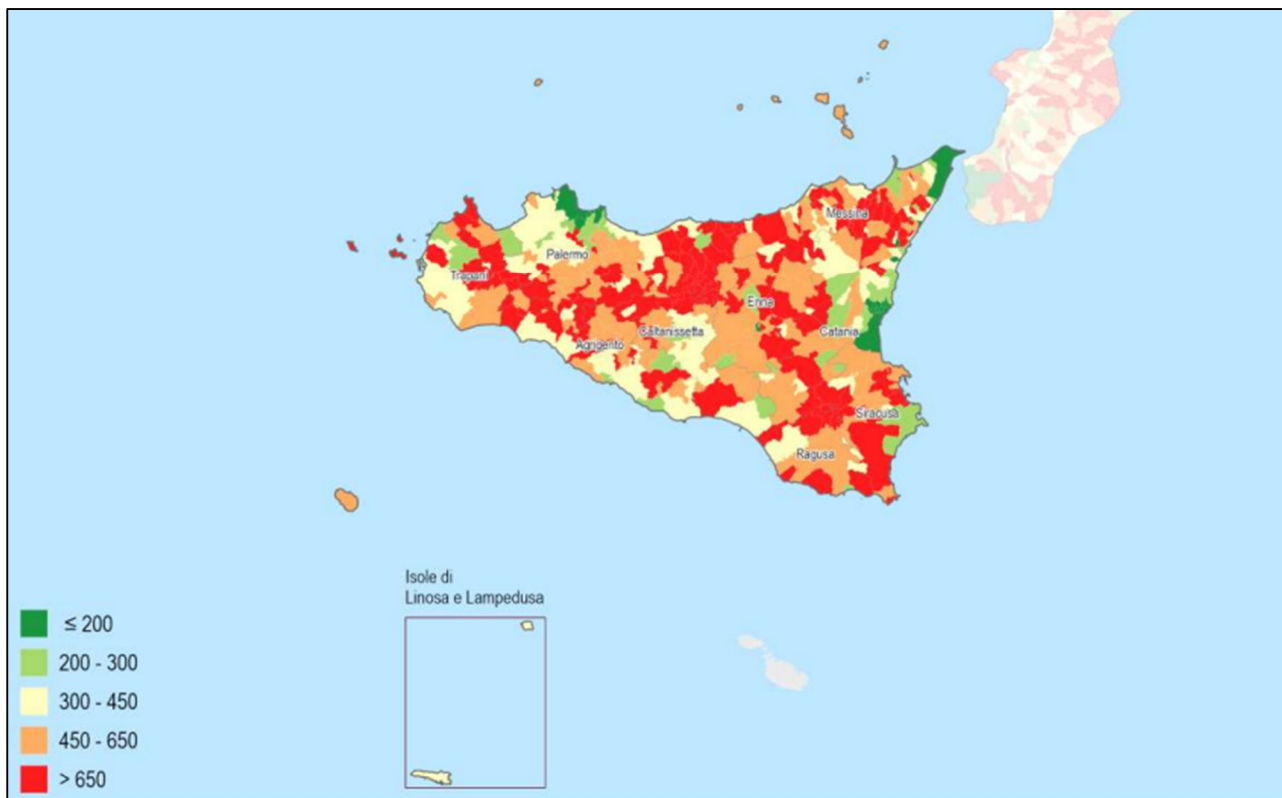 Messina
Palermo
Trapani
Enna
Caltanissetta
Catania
Agrigento
Siracusa
Ragusa
Isole di
Linosa e Lampedusa
≤ 200
200 - 300
300 - 450
450 - 650
> 650